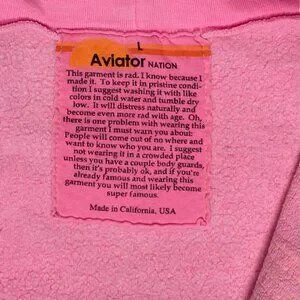 L
Aviator NATION
This garment is rad. I know because I
made it. To keep it in pristine condi-
tion I suggest washing it with like
colors in cold water and tumble dry
low. It will distress naturally and
become even more rad with age. Oh,
there is one problem with wearing this
garment I must warn you about:
People will come out of no where and
want to know who you are. I suggest
not wearing it in a crowded place
unless you have a couple body guards,
then it's probably ok, and if you're
already famous and wearing this
garment you will most likely become
super famous.
Made in California, USA